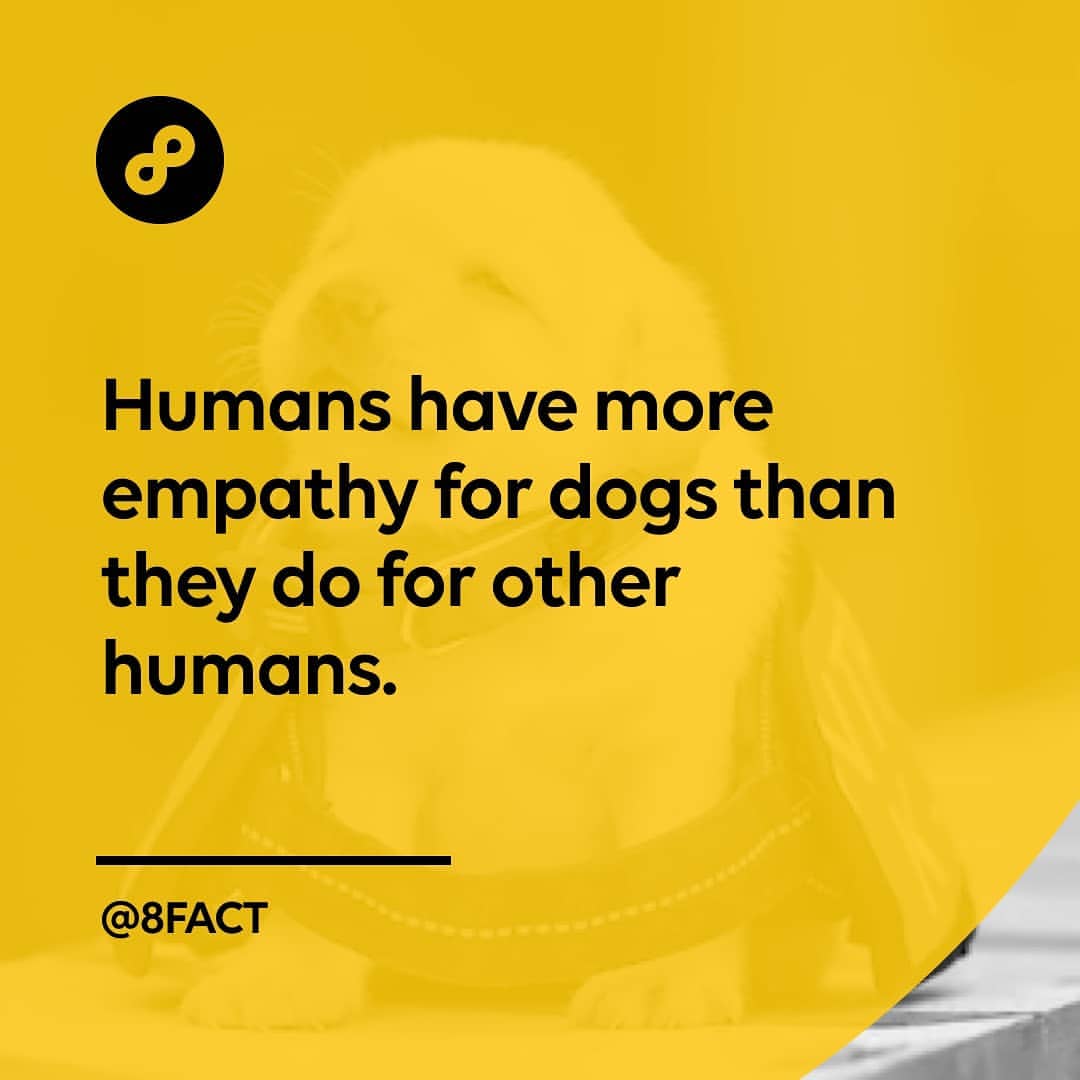 Humans have more
empathy for dogs than
they do for other
humans.
@8FACT